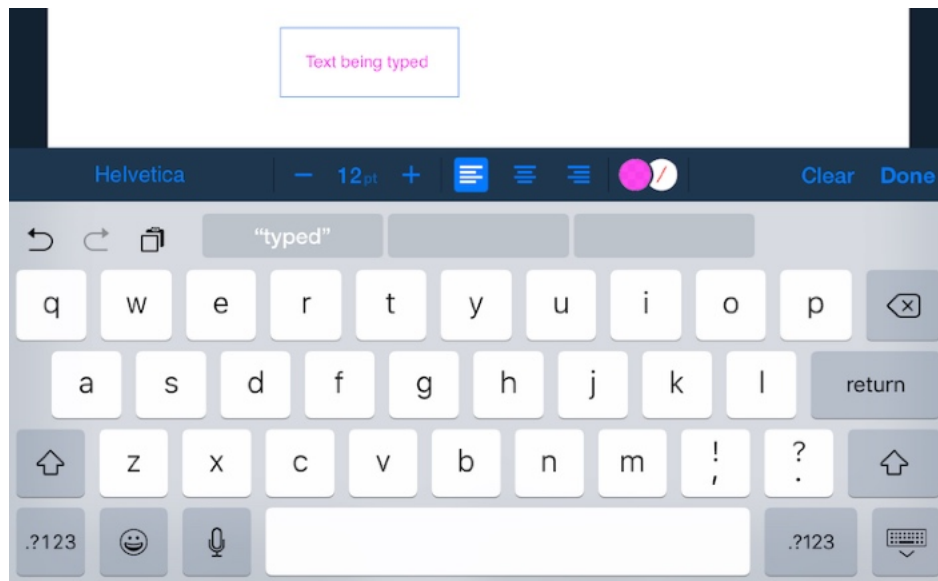 Text being typed
Helvetica − 12pt + Clear Done
“typed”
q w e r t y u i o p
a s d f g h j k l return
z x c v b n m ! , ? .
.?123 .?123